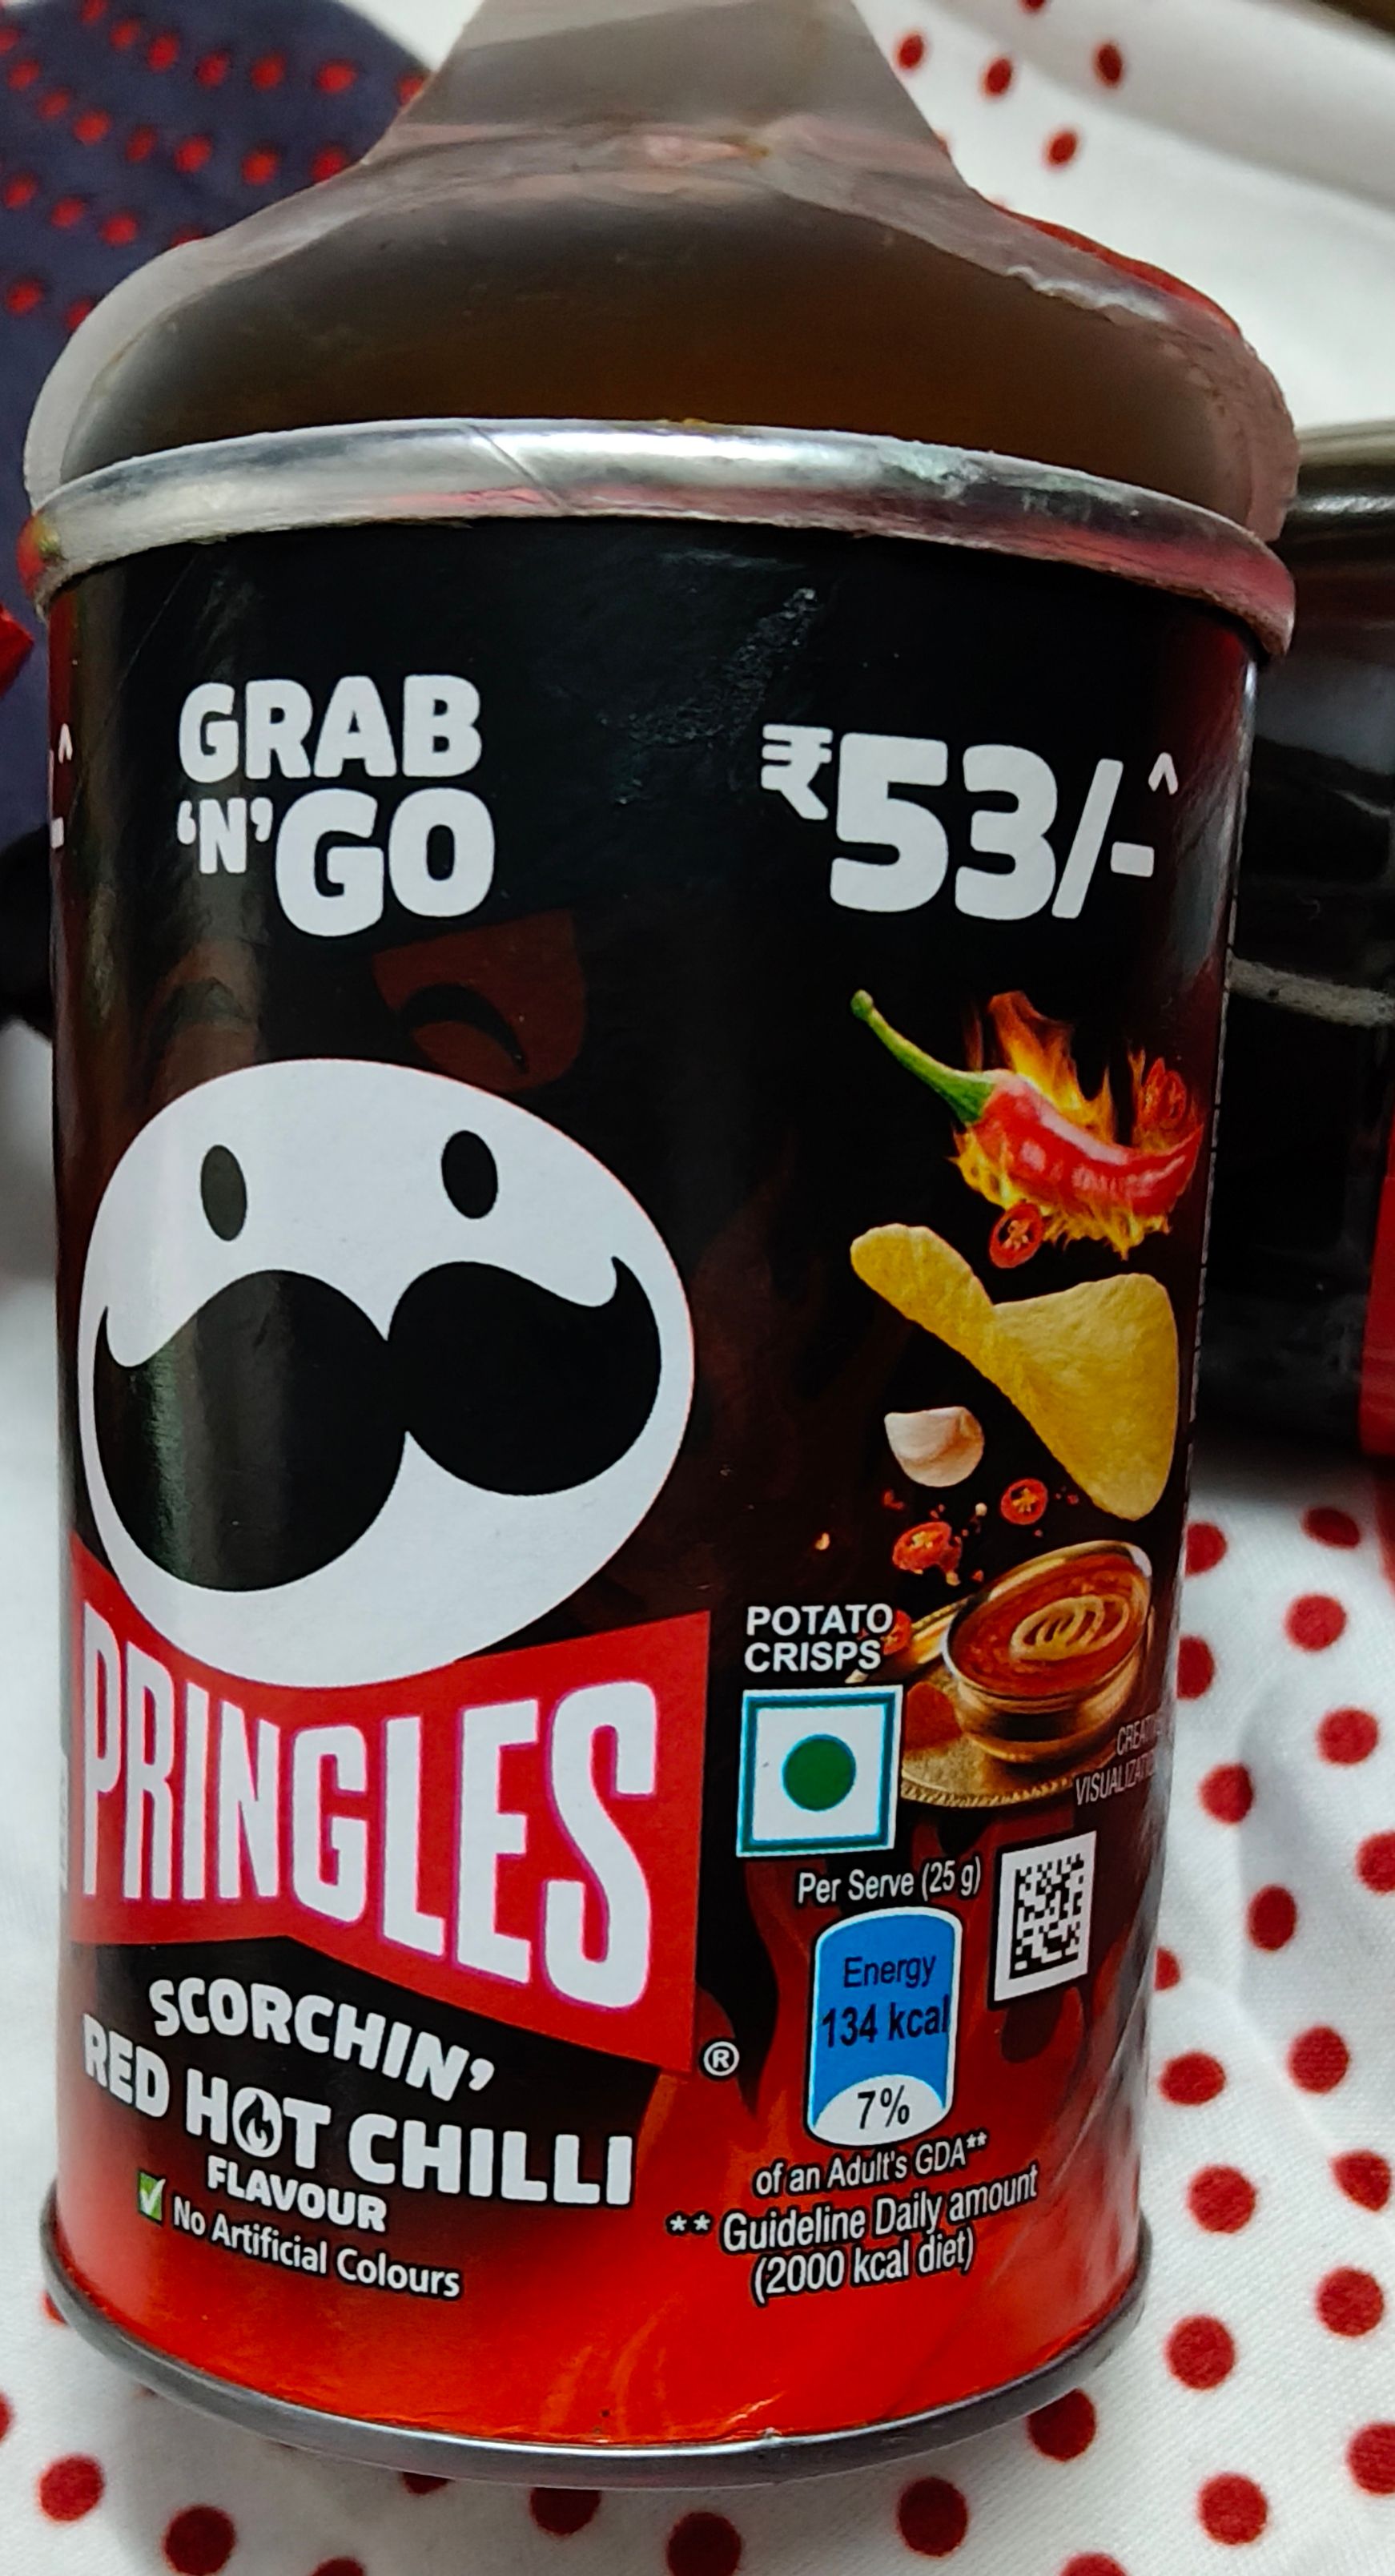 GRAB
'N' GO
₹53/-^
PRINGLES
®
SCORCHIN'
RED HOT CHILLI
FLAVOUR
No Artificial Colours
POTATO
CRISPS
Per Serve (25 g)
Energy
134 kcal
7%
of an Adult's GDA**
** Guideline Daily amount
(2000 kcal diet)